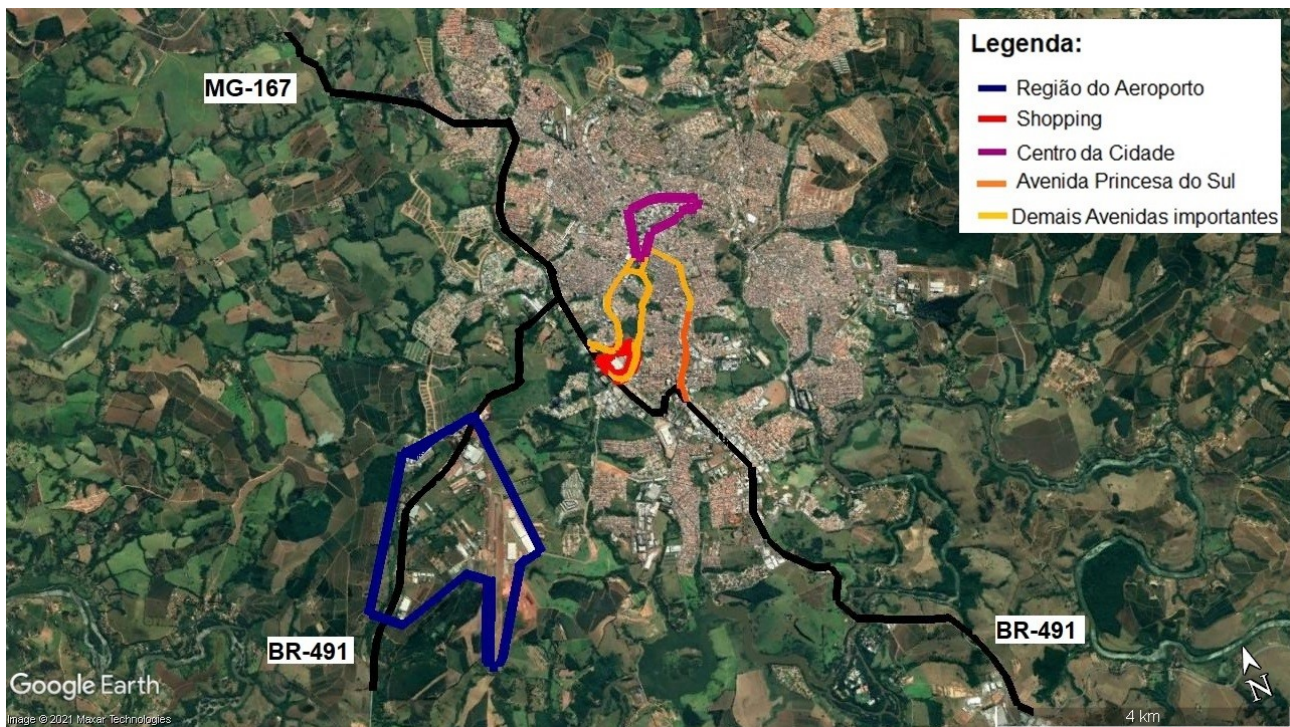 MG-167
Legenda:
Região do Aeroporto
Shopping
Centro da Cidade
Avenida Princesa do Sul
Demais Avenidas importantes
BR-491
BR-491
Google Earth
Image © 2021 Maxar Technologies
4 km
N